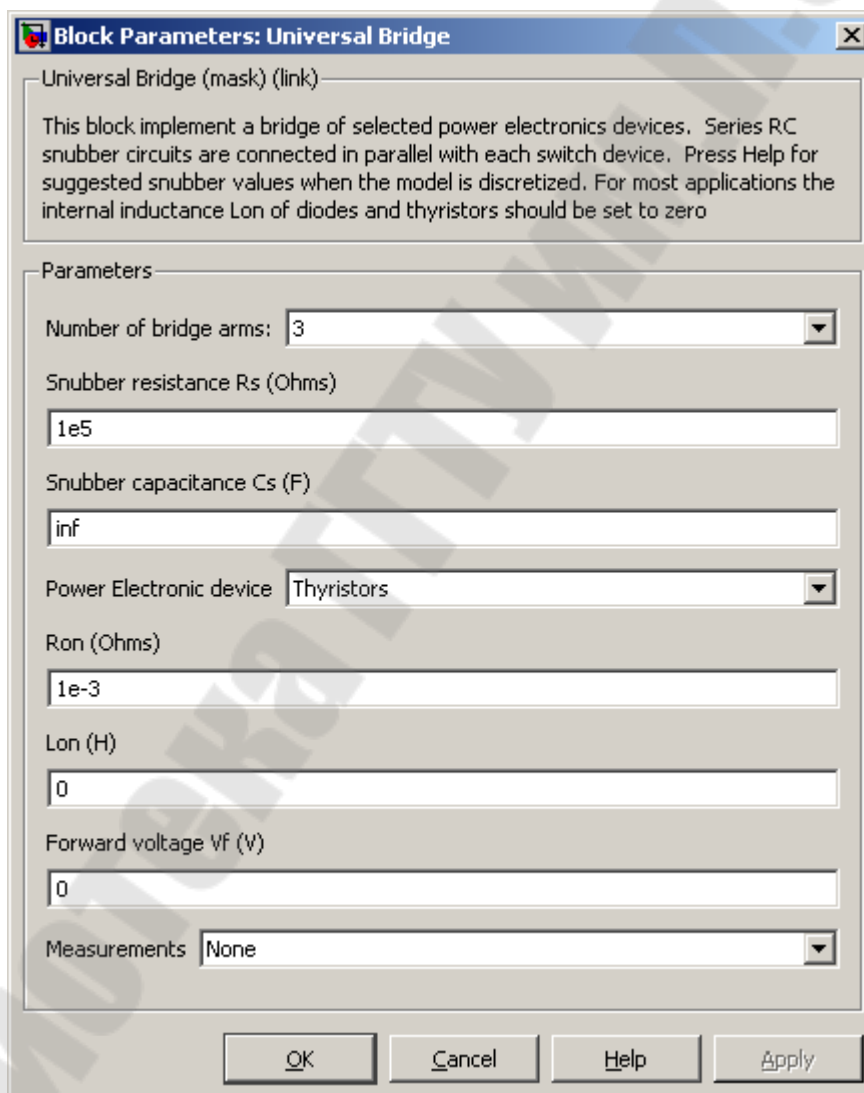 Block Parameters: Universal Bridge
Universal Bridge (mask) (link)
This block implement a bridge of selected power electronics devices. Series RC
snubber circuits are connected in parallel with each switch device. Press Help for
suggested snubber values when the model is discretized. For most applications the
internal inductance Lon of diodes and thyristors should be set to zero
Parameters
Number of bridge arms: 3
Snubber resistance Rs (Ohms)
1e5
Snubber capacitance Cs (F)
inf
Power Electronic device Thyristors
Ron (Ohms)
1e-3
Lon (H)
0
Forward voltage Vf (V)
0
Measurements None
OK Cancel Help Apply
иотека ГГТУ им. П.